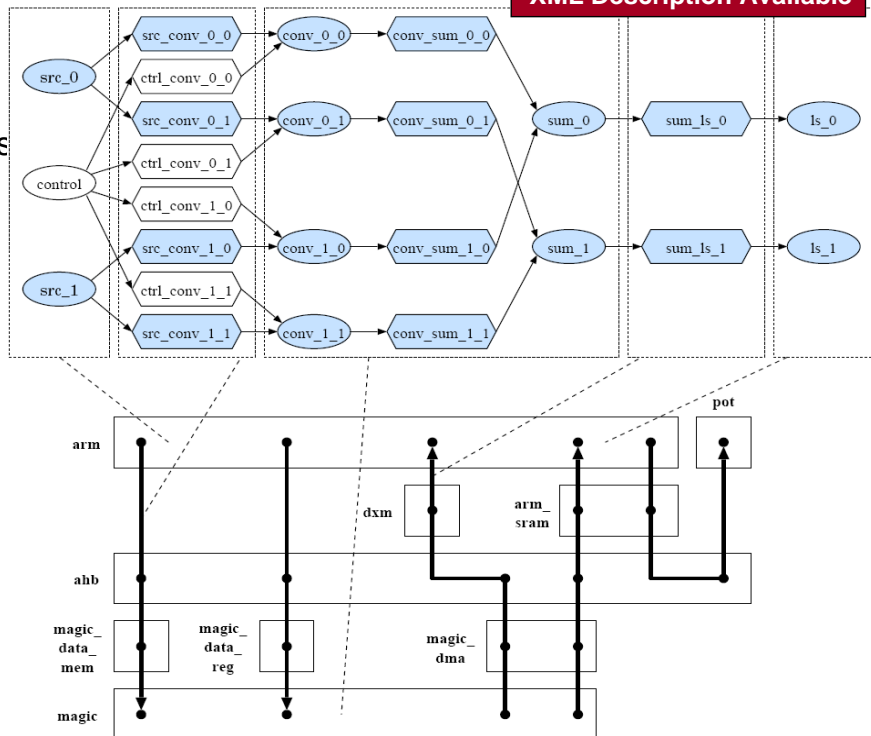 XML Description Available
s
src_conv_0_0
conv_0_0
conv_sum_0_0
src_0
ctrl_conv_0_0
src_conv_0_1
conv_0_1
conv_sum_0_1
sum_0
sum_ls_0
ls_0
ctrl_conv_0_1
control
ctrl_conv_1_0
src_conv_1_0
conv_1_0
conv_sum_1_0
sum_1
sum_ls_1
ls_1
src_1
ctrl_conv_1_1
src_conv_1_1
conv_1_1
conv_sum_1_1
pot
arm
dxm
arm_
sram
ahb
magic_
data_
mem
magic_
data_
reg
magic_
dma
magic